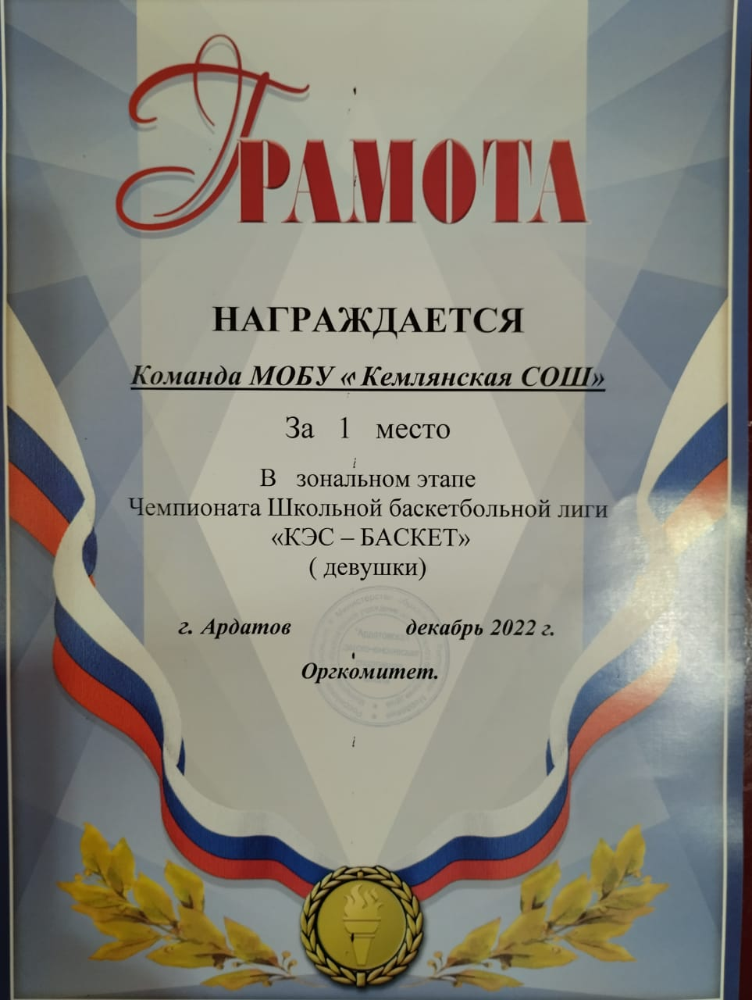 ГРАМОТА
НАГРАЖДАЕТСЯ
Команда МОБУ « Кемлянская СОШ»
За 1 место
В зональном этапе
Чемпионата Школьной баскетбольной лиги
«КЭС – БАСКЕТ»
( девушки)
г. Ардатов декабрь 2022 г.
Оргкомитет.